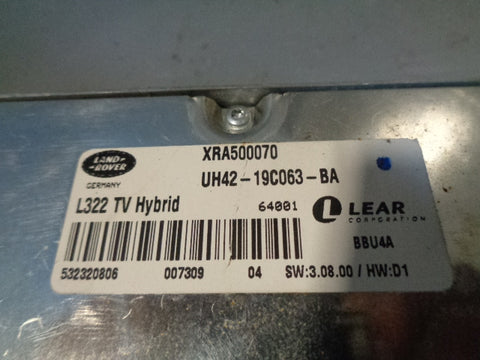 XRA500070
LAND-
-ROVER
GERMANY
UH42-19C063-BA
L322 TV Hybrid
64001
LEAR
CORPORATION
BBU4A
532320806 007309 04 SW:3.08.00 / HW:D1